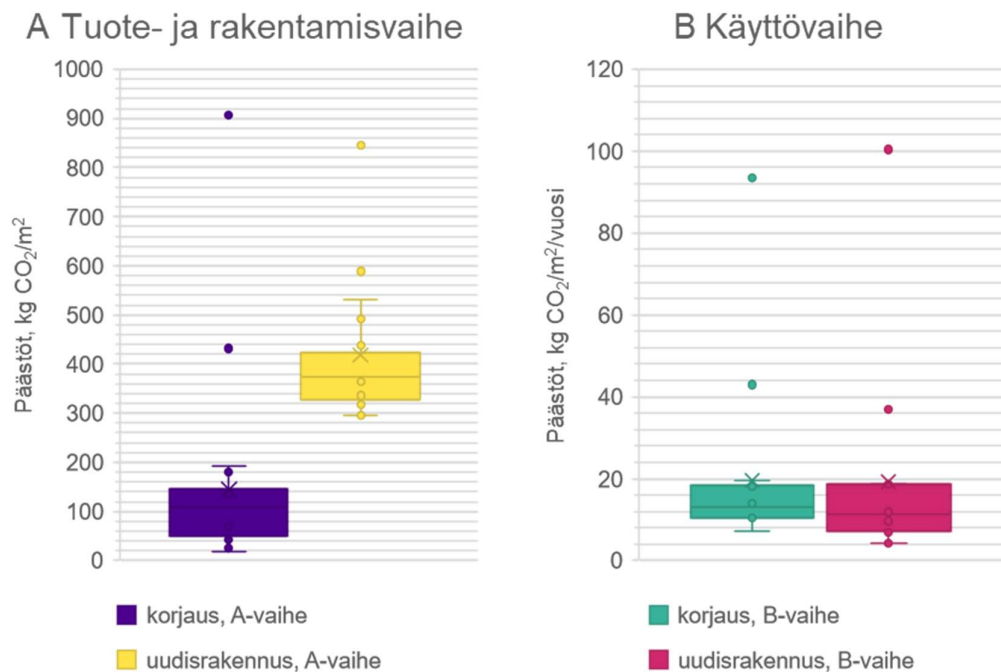 A Tuote- ja rakentamisvaihe
Päästöt, kg CO₂/m²
1000
900
800
700
600
500
400
300
200
100
0
korjaus, A-vaihe
uudisrakennus, A-vaihe
B Käyttövaihe
Päästöt, kg CO₂/m²/vuosi
120
100
80
60
40
20
0
korjaus, B-vaihe
uudisrakennus, B-vaihe